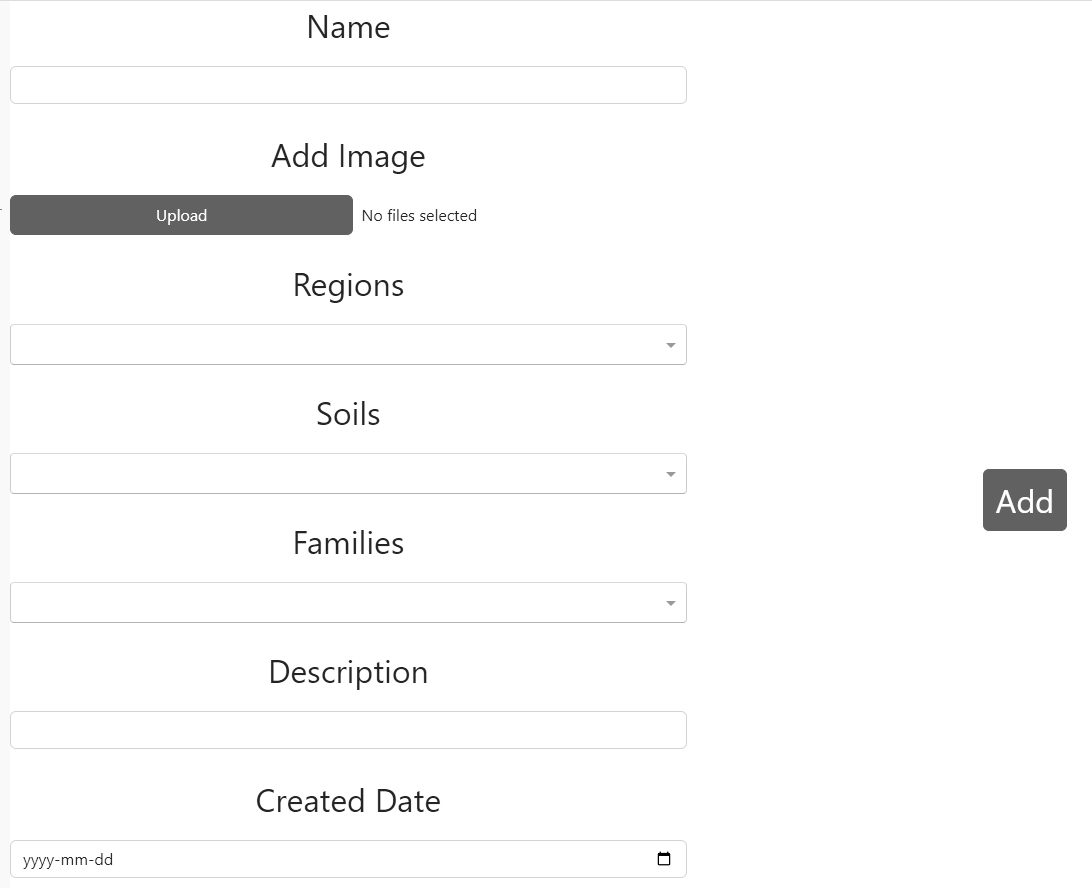 Name
Add Image
Upload No files selected
Regions
Soils
Families
Add
Description
Created Date
yyyy-mm-dd